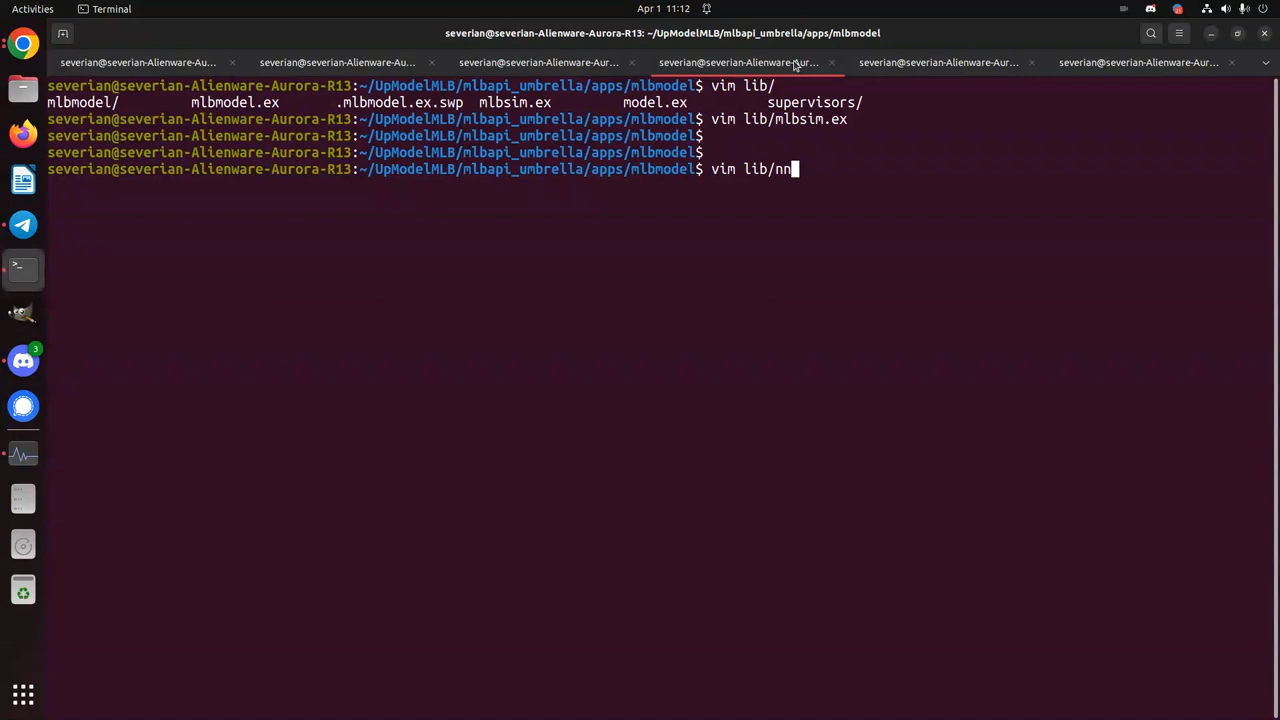 Activities
Terminal
Apr 1 11:12
severian@severian-Alienware-Aurora-R13: ~/UpModelMLB/mlbapi_umbrella/apps/mlbmodel
severian@severian-Alienware-Aur... severian@severian-Alienware-Aur... severian@severian-Alienware-Aur... severian@severian-Alienware-Aur... severian@severian-Alienware-Aur... severian@severian-Alienware-Aur...
severian@severian-Alienware-Aurora-R13:~/UpModelMLB/mlbapi_umbrella/apps/mlbmodel$ vim lib/
mlbmodel/ mlbmodel.ex .mlbmodel.ex.swp mlbsim.ex model.ex supervisors/
severian@severian-Alienware-Aurora-R13:~/UpModelMLB/mlbapi_umbrella/apps/mlbmodel$ vim lib/mlbsim.ex
severian@severian-Alienware-Aurora-R13:~/UpModelMLB/mlbapi_umbrella/apps/mlbmodel$
severian@severian-Alienware-Aurora-R13:~/UpModelMLB/mlbapi_umbrella/apps/mlbmodel$
severian@severian-Alienware-Aurora-R13:~/UpModelMLB/mlbapi_umbrella/apps/mlbmodel$ vim lib/nn
3